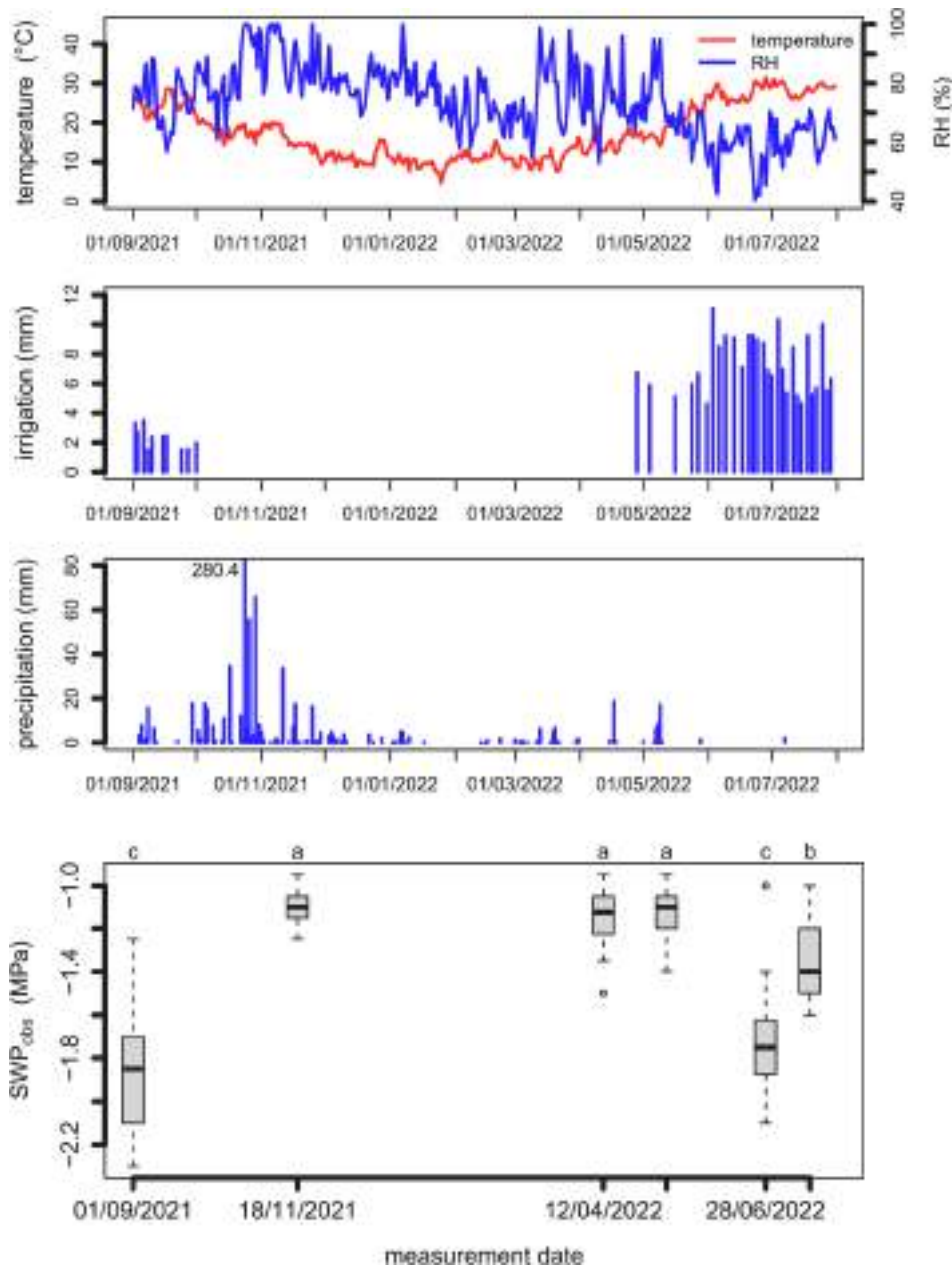 temperature (°C)
0 10 20 30 40
temperature
RH
40 60 80 100
RH (%)
01/09/2021 01/11/2021 01/01/2022 01/03/2022 01/05/2022 01/07/2022
irrigation (mm)
0 2 4 6 8 12
01/09/2021 01/11/2021 01/01/2022 01/03/2022 01/05/2022 01/07/2022
precipitation (mm)
0 20 40 60 80
280.4
01/09/2021 01/11/2021 01/01/2022 01/03/2022 01/05/2022 01/07/2022
c a a a c b
SWPobs (MPa)
−2.2 −1.8 −1.4 −1.0
01/09/2021 18/11/2021 12/04/2022 28/06/2022
measurement date